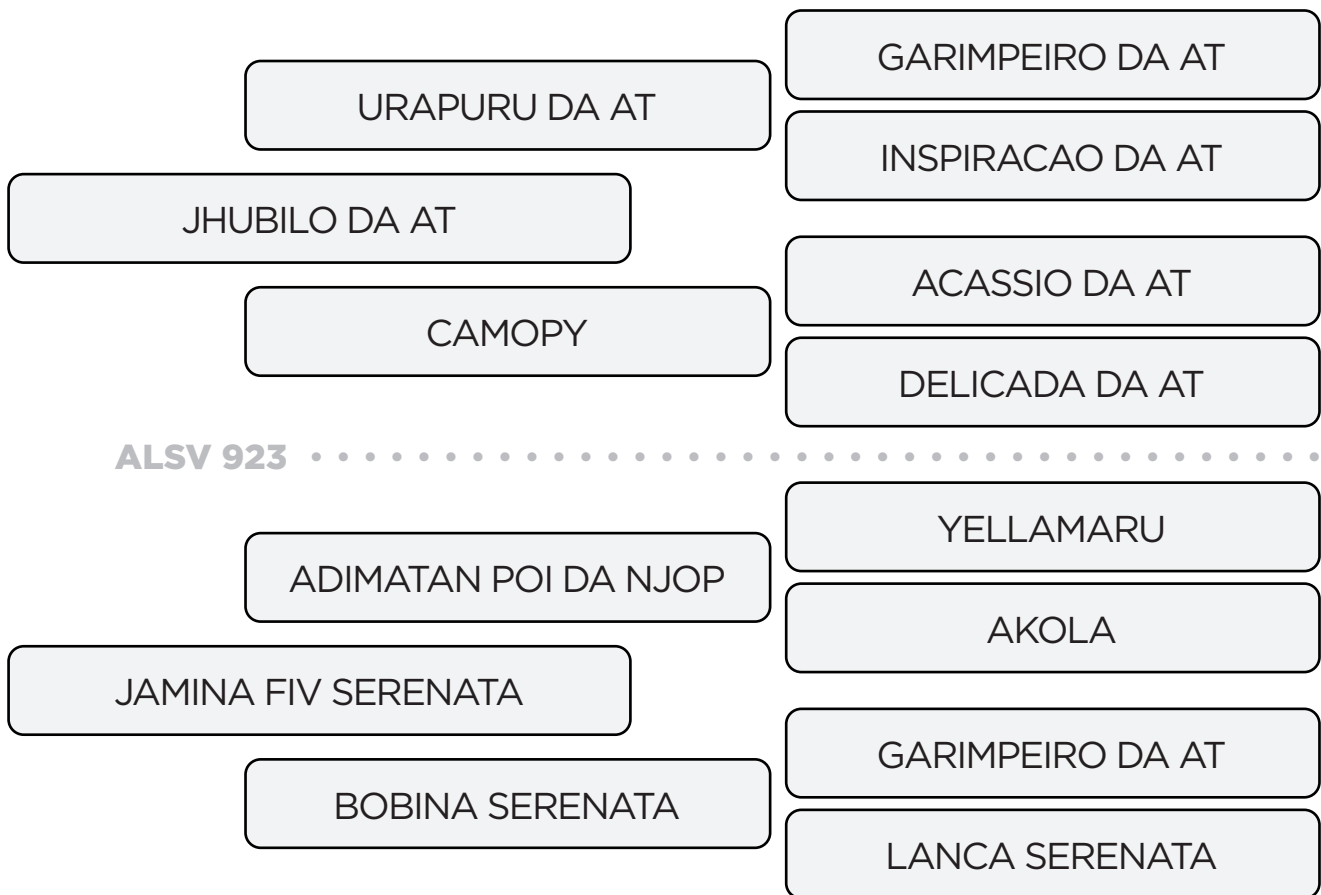 GARIMPEIRO DA AT
URAPURU DA AT
INSPIRACAO DA AT
JHUBILO DA AT
ACASSIO DA AT
CAMOPY
DELICADA DA AT
ALSV 923
YELLAMARU
ADIMATAN POI DA NJOP
AKOLA
JAMINA FIV SERENATA
GARIMPEIRO DA AT
BOBINA SERENATA
LANCA SERENATA